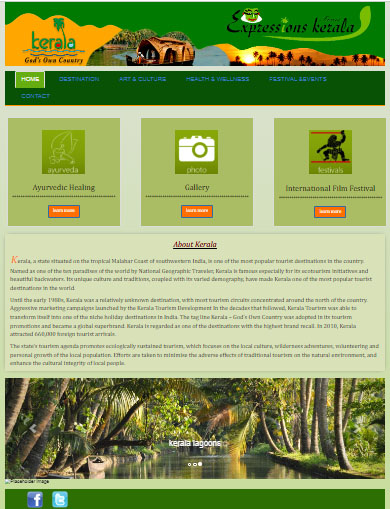 Expressions kerala
kerala
God's Own Country
HOME DESTINATION ART & CULTURE HEALTH & WELLNESS FESTIVAL &EVENTS
CONTACT
ayurveda photo festivals
Ayurvedic Healing Gallery International Film Festival
learn more learn more learn more
About Kerala
Kerala, a state situated on the tropical Malabar Coast of southwestern India, is one of the most popular tourist destinations in the country.
Named as one of the ten paradises of the world by National Geographic Traveler, Kerala is famous especially for its ecotourism initiatives and
beautiful backwaters. Its unique culture and traditions, coupled with its varied demography, have made Kerala one of the most popular tourist
destinations in the world.
Until the early 1980s, Kerala was a relatively unknown destination, with most tourism circuits concentrated around the north of the country.
Aggressive marketing campaigns launched by the Kerala Tourism Development in the decades that followed, Kerala Tourism was able to
transform itself into one of the niche holiday destinations in India. The tag line Kerala - God's Own Country was adopted in its tourism
promotions and became a global superbrand. Kerala is regarded as one of the destinations with the highest brand recall. In 2010, Kerala
attracted 660,000 foreign tourist arrivals.
The state's tourism agenda promotes ecologically sustained tourism, which focuses on the local culture, wilderness adventures, volunteering and
personal growth of the local population. Efforts are taken to minimise the adverse effects of traditional tourism on the natural environment, and
enhance the cultural integrity of local people.
kerala lagoons
Placeholder image